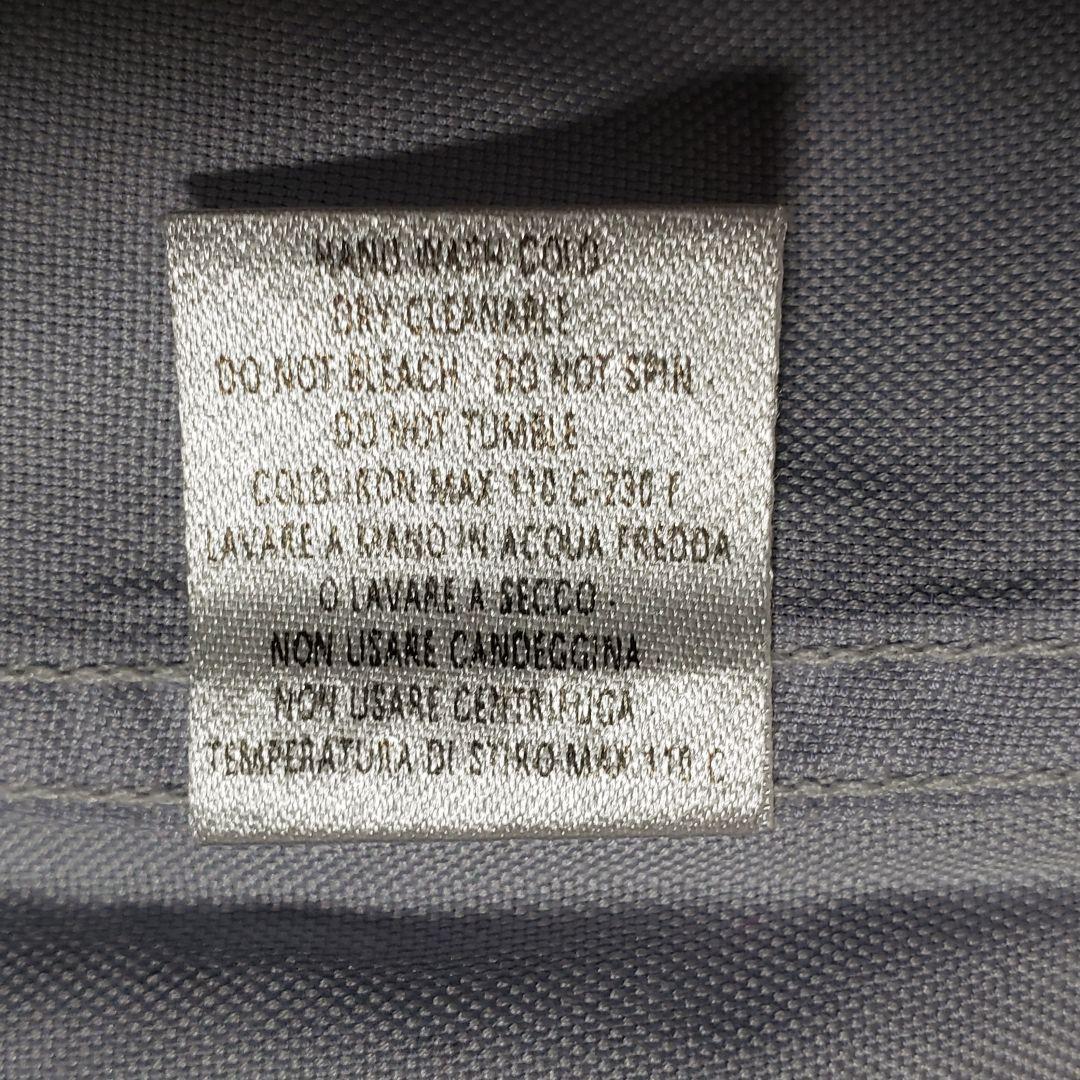 HAND WASH COLD
DRY CLEANABLE
DO NOT BLEACH - DO NOT SPIN -
DO NOT TUMBLE
COLD IRON MAX 110 C-230 F
LAVARE A MANO IN ACQUA FREDDA
O LAVARE A SECCO -
NON USARE CANDEGGINA
NON USARE CENTRIFUGA
TEMPERATURA DI STIRO MAX 110 C